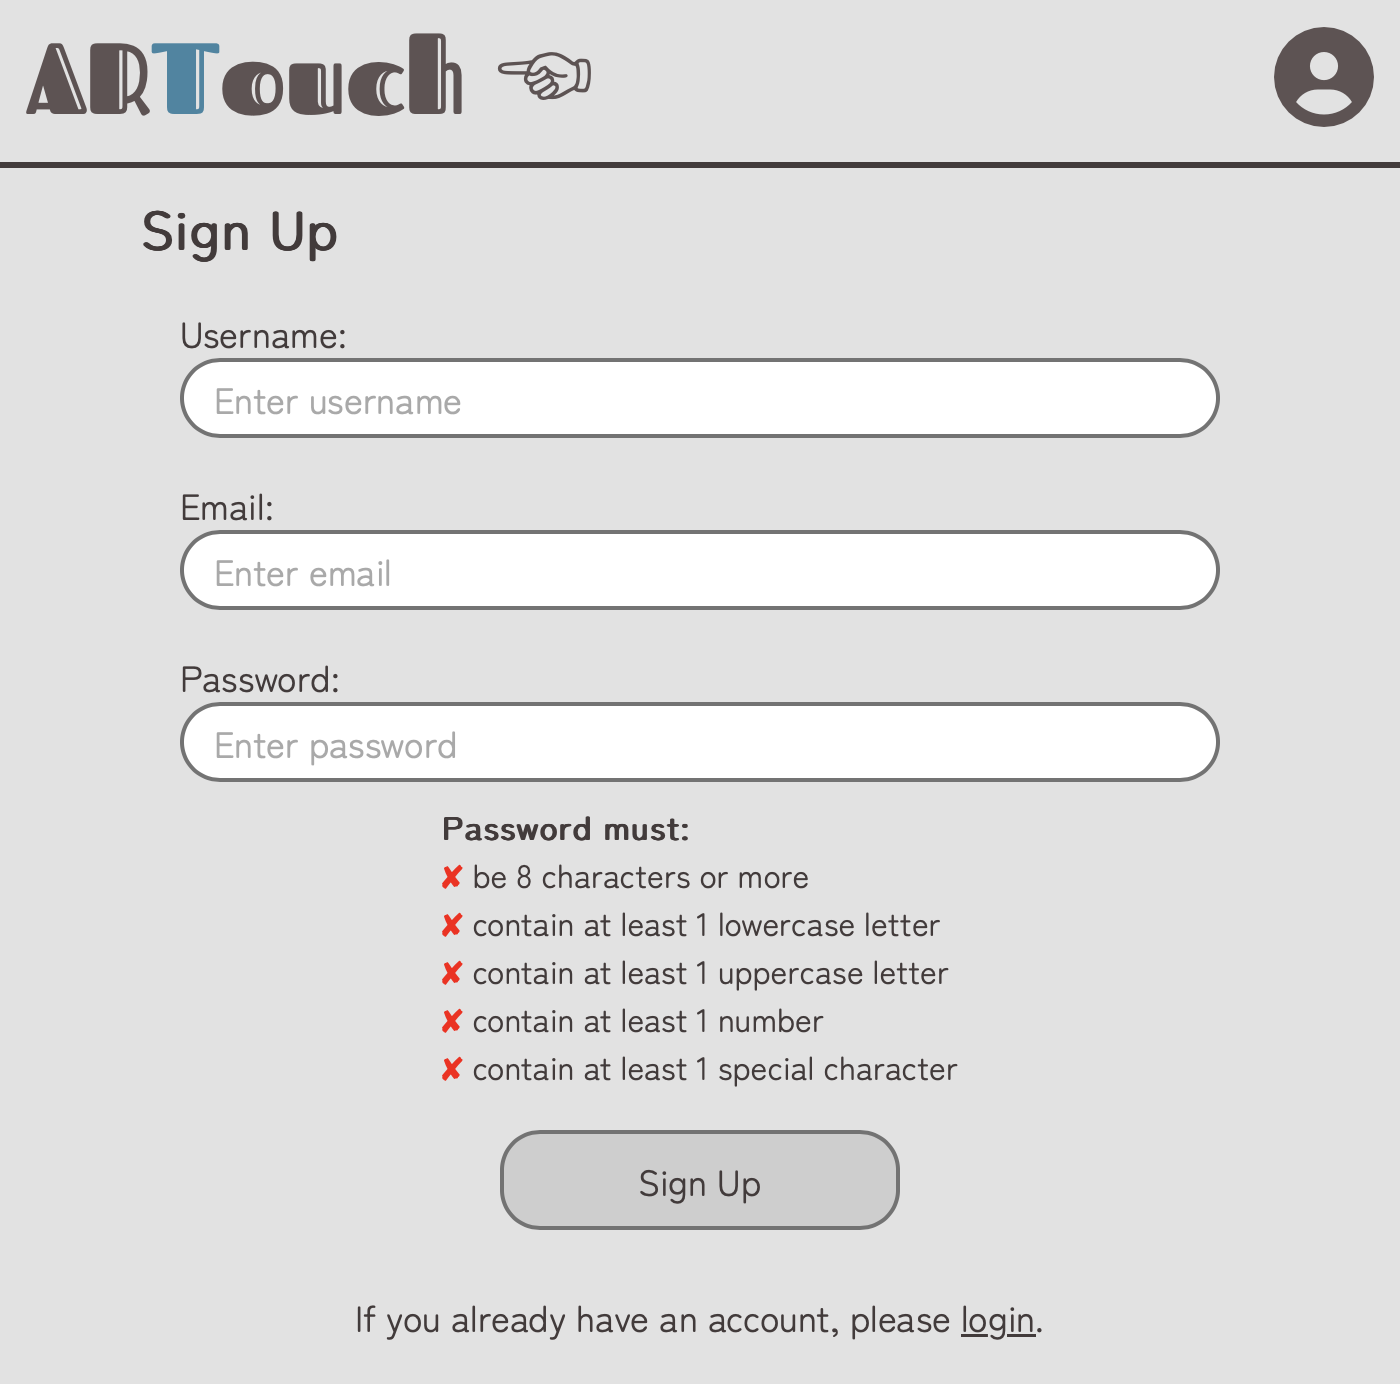 ARTouch
Sign Up
Username:
Enter username
Email:
Enter email
Password:
Enter password
Password must:
✘ be 8 characters or more
✘ contain at least 1 lowercase letter
✘ contain at least 1 uppercase letter
✘ contain at least 1 number
✘ contain at least 1 special character
Sign Up
If you already have an account, please login.